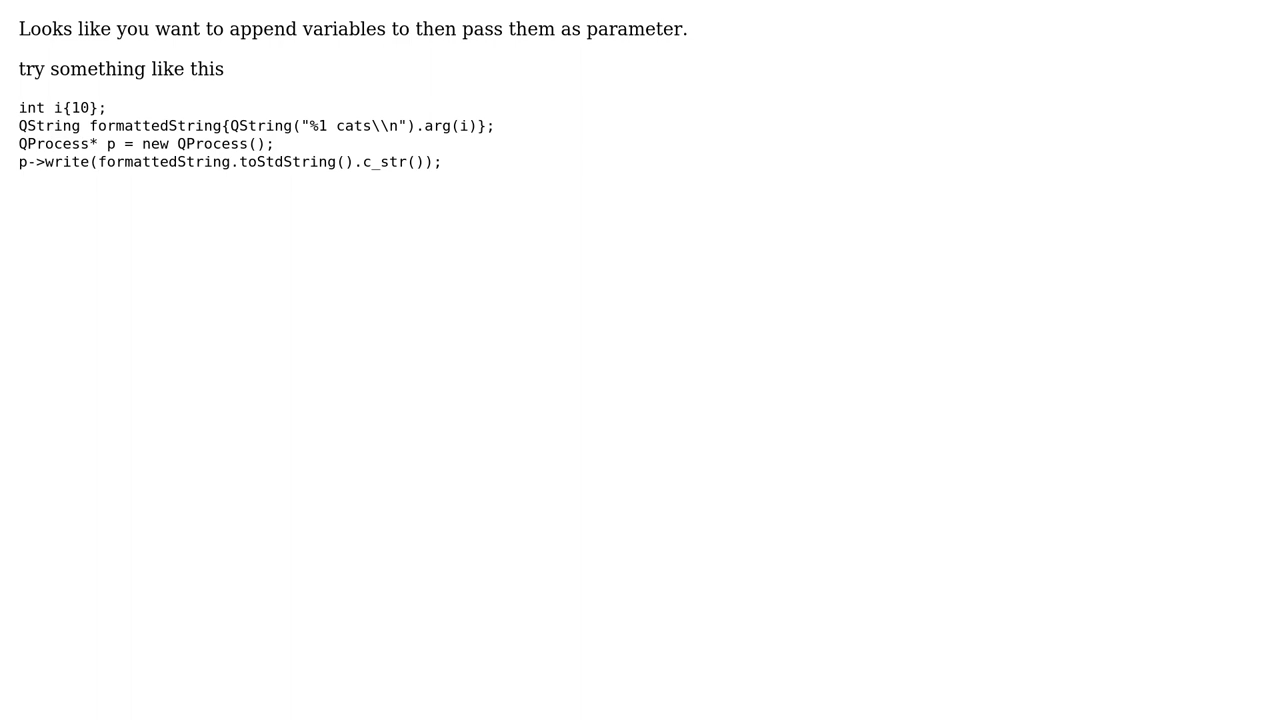 Looks like you want to append variables to then pass them as parameter.
try something like this
int i{10};
QString formattedString{QString("%1 cats\\n").arg(i)};
QProcess* p = new QProcess();
p->write(formattedString.toStdString().c_str());